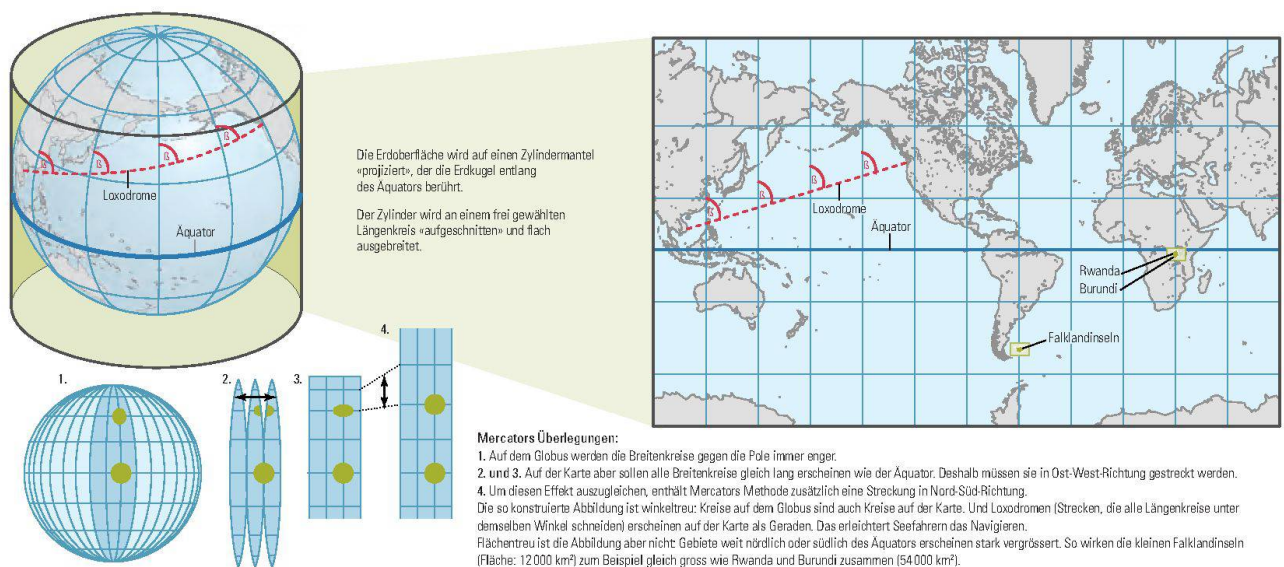 Die Erdoberfläche wird auf einen Zylindermantel
«projiziert», der die Erdkugel entlang
des Äquators berührt.
Der Zylinder wird an einem frei gewählten
Längenkreis «aufgeschnitten» und flach
ausgebreitet.
ß
ß
ß
ß
Loxodrome
Äquator
ß
ß
ß
ß
Loxodrome
Äquator
Rwanda
Burundi
Falklandinseln
1.
2.
3.
4.
Mercators Überlegungen:
1. Auf dem Globus werden die Breitenkreise gegen die Pole immer enger.
2. und 3. Auf der Karte aber sollen alle Breitenkreise gleich lang erscheinen wie der Äquator. Deshalb müssen sie in Ost-West-Richtung gestreckt werden.
4. Um diesen Effekt auszugleichen, enthält Mercators Methode zusätzlich eine Streckung in Nord-Süd-Richtung.
Die so konstruierte Abbildung ist winkeltreu: Kreise auf dem Globus sind auch Kreise auf der Karte. Und Loxodromen (Strecken, die alle Längenkreise unter
demselben Winkel schneiden) erscheinen auf der Karte als Geraden. Das erleichtert Seefahrern das Navigieren.
Flächentreu ist die Abbildung aber nicht: Gebiete weit nördlich oder südlich des Äquators erscheinen stark vergrössert. So wirken die kleinen Falklandinseln
(Fläche: 12 000 km²) zum Beispiel gleich gross wie Rwanda und Burundi zusammen (54 000 km²).